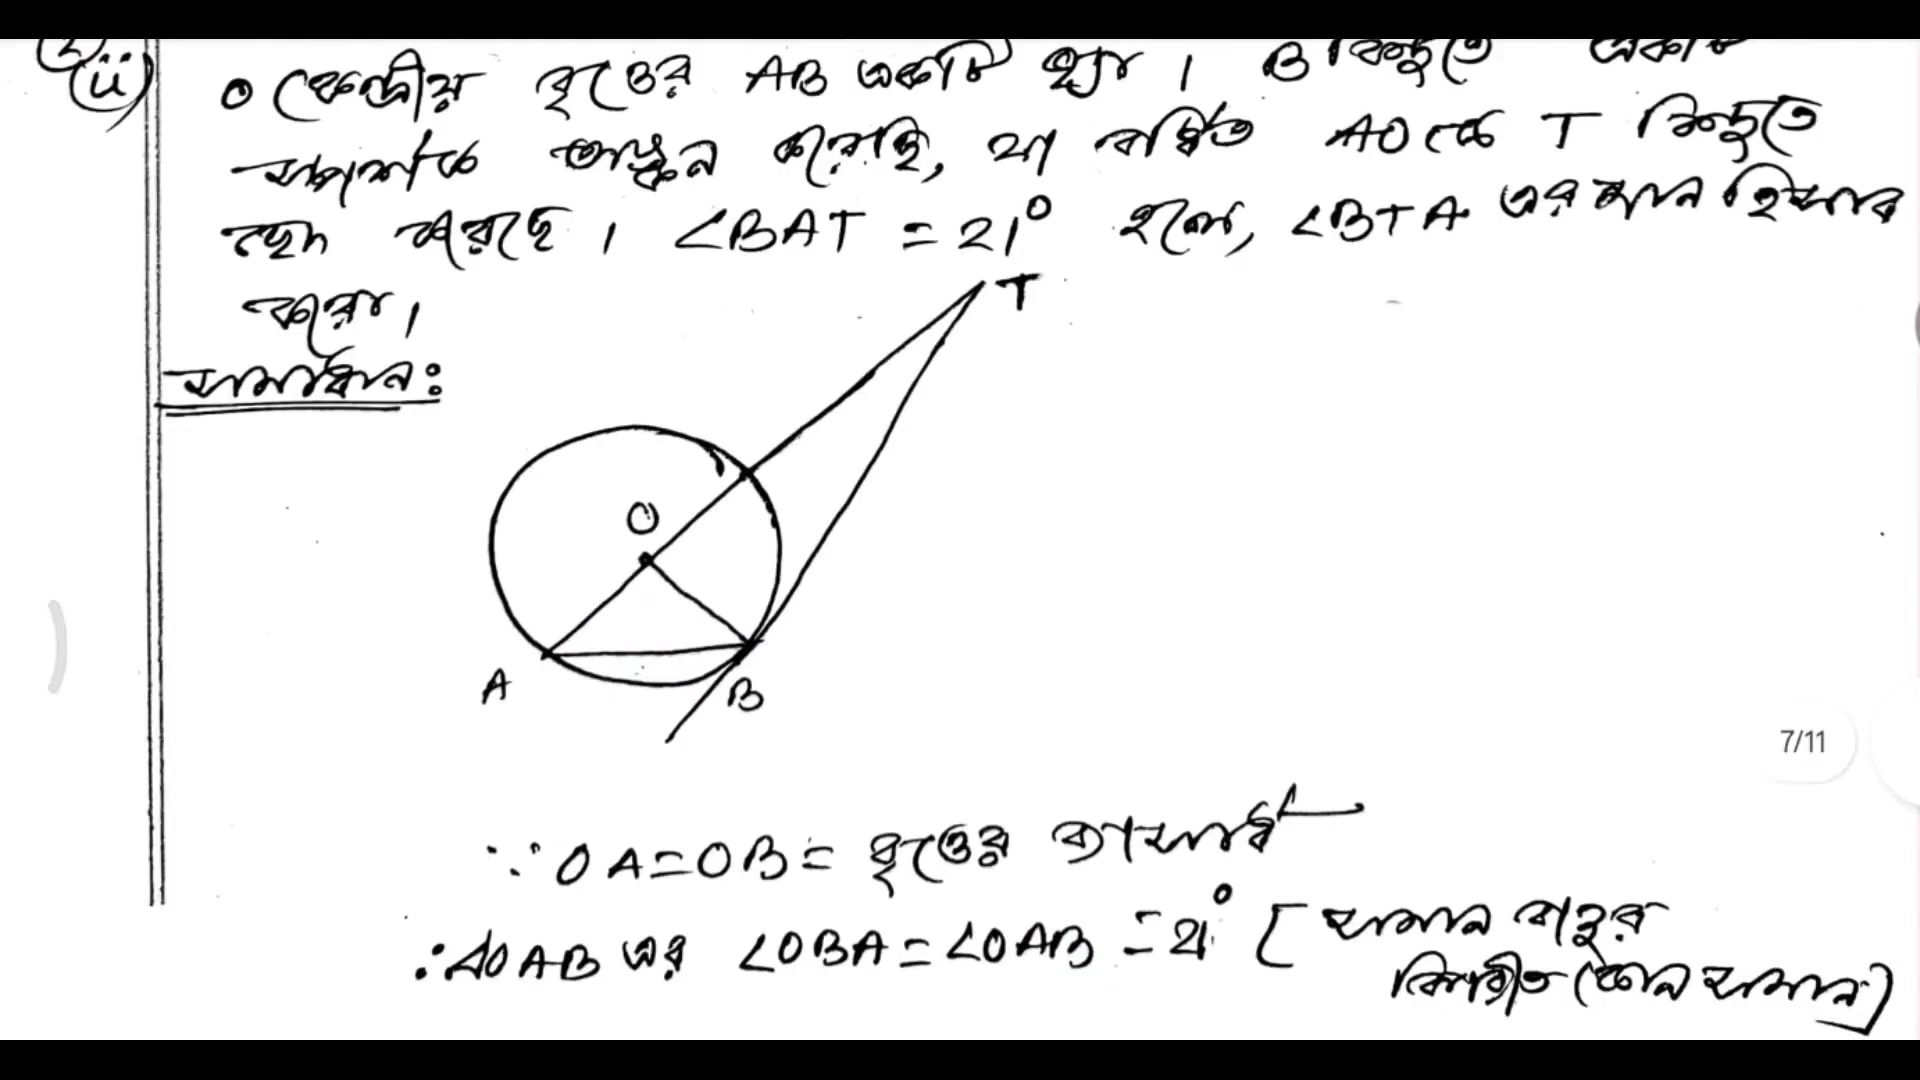 (ii) O কেন্দ্রীয় বৃত্তের AB একটি জ্যা। B বিন্দুতে একটি
স্পর্শক অঙ্কন করেছি, যা বর্ধিত AO কে T বিন্দুতে
ছেদ করেছে। ∠BAT = 21° হলে, ∠BTA এর মান হিসাব
করো।
সমাধান:
T
O
A
B
7/11
∵ OA = OB = বৃত্তের ব্যাসার্ধ
∴ △OAB এর ∠OBA = ∠OAB = 21° [ সমান বাহুর
বিপরীত কোন সমান]